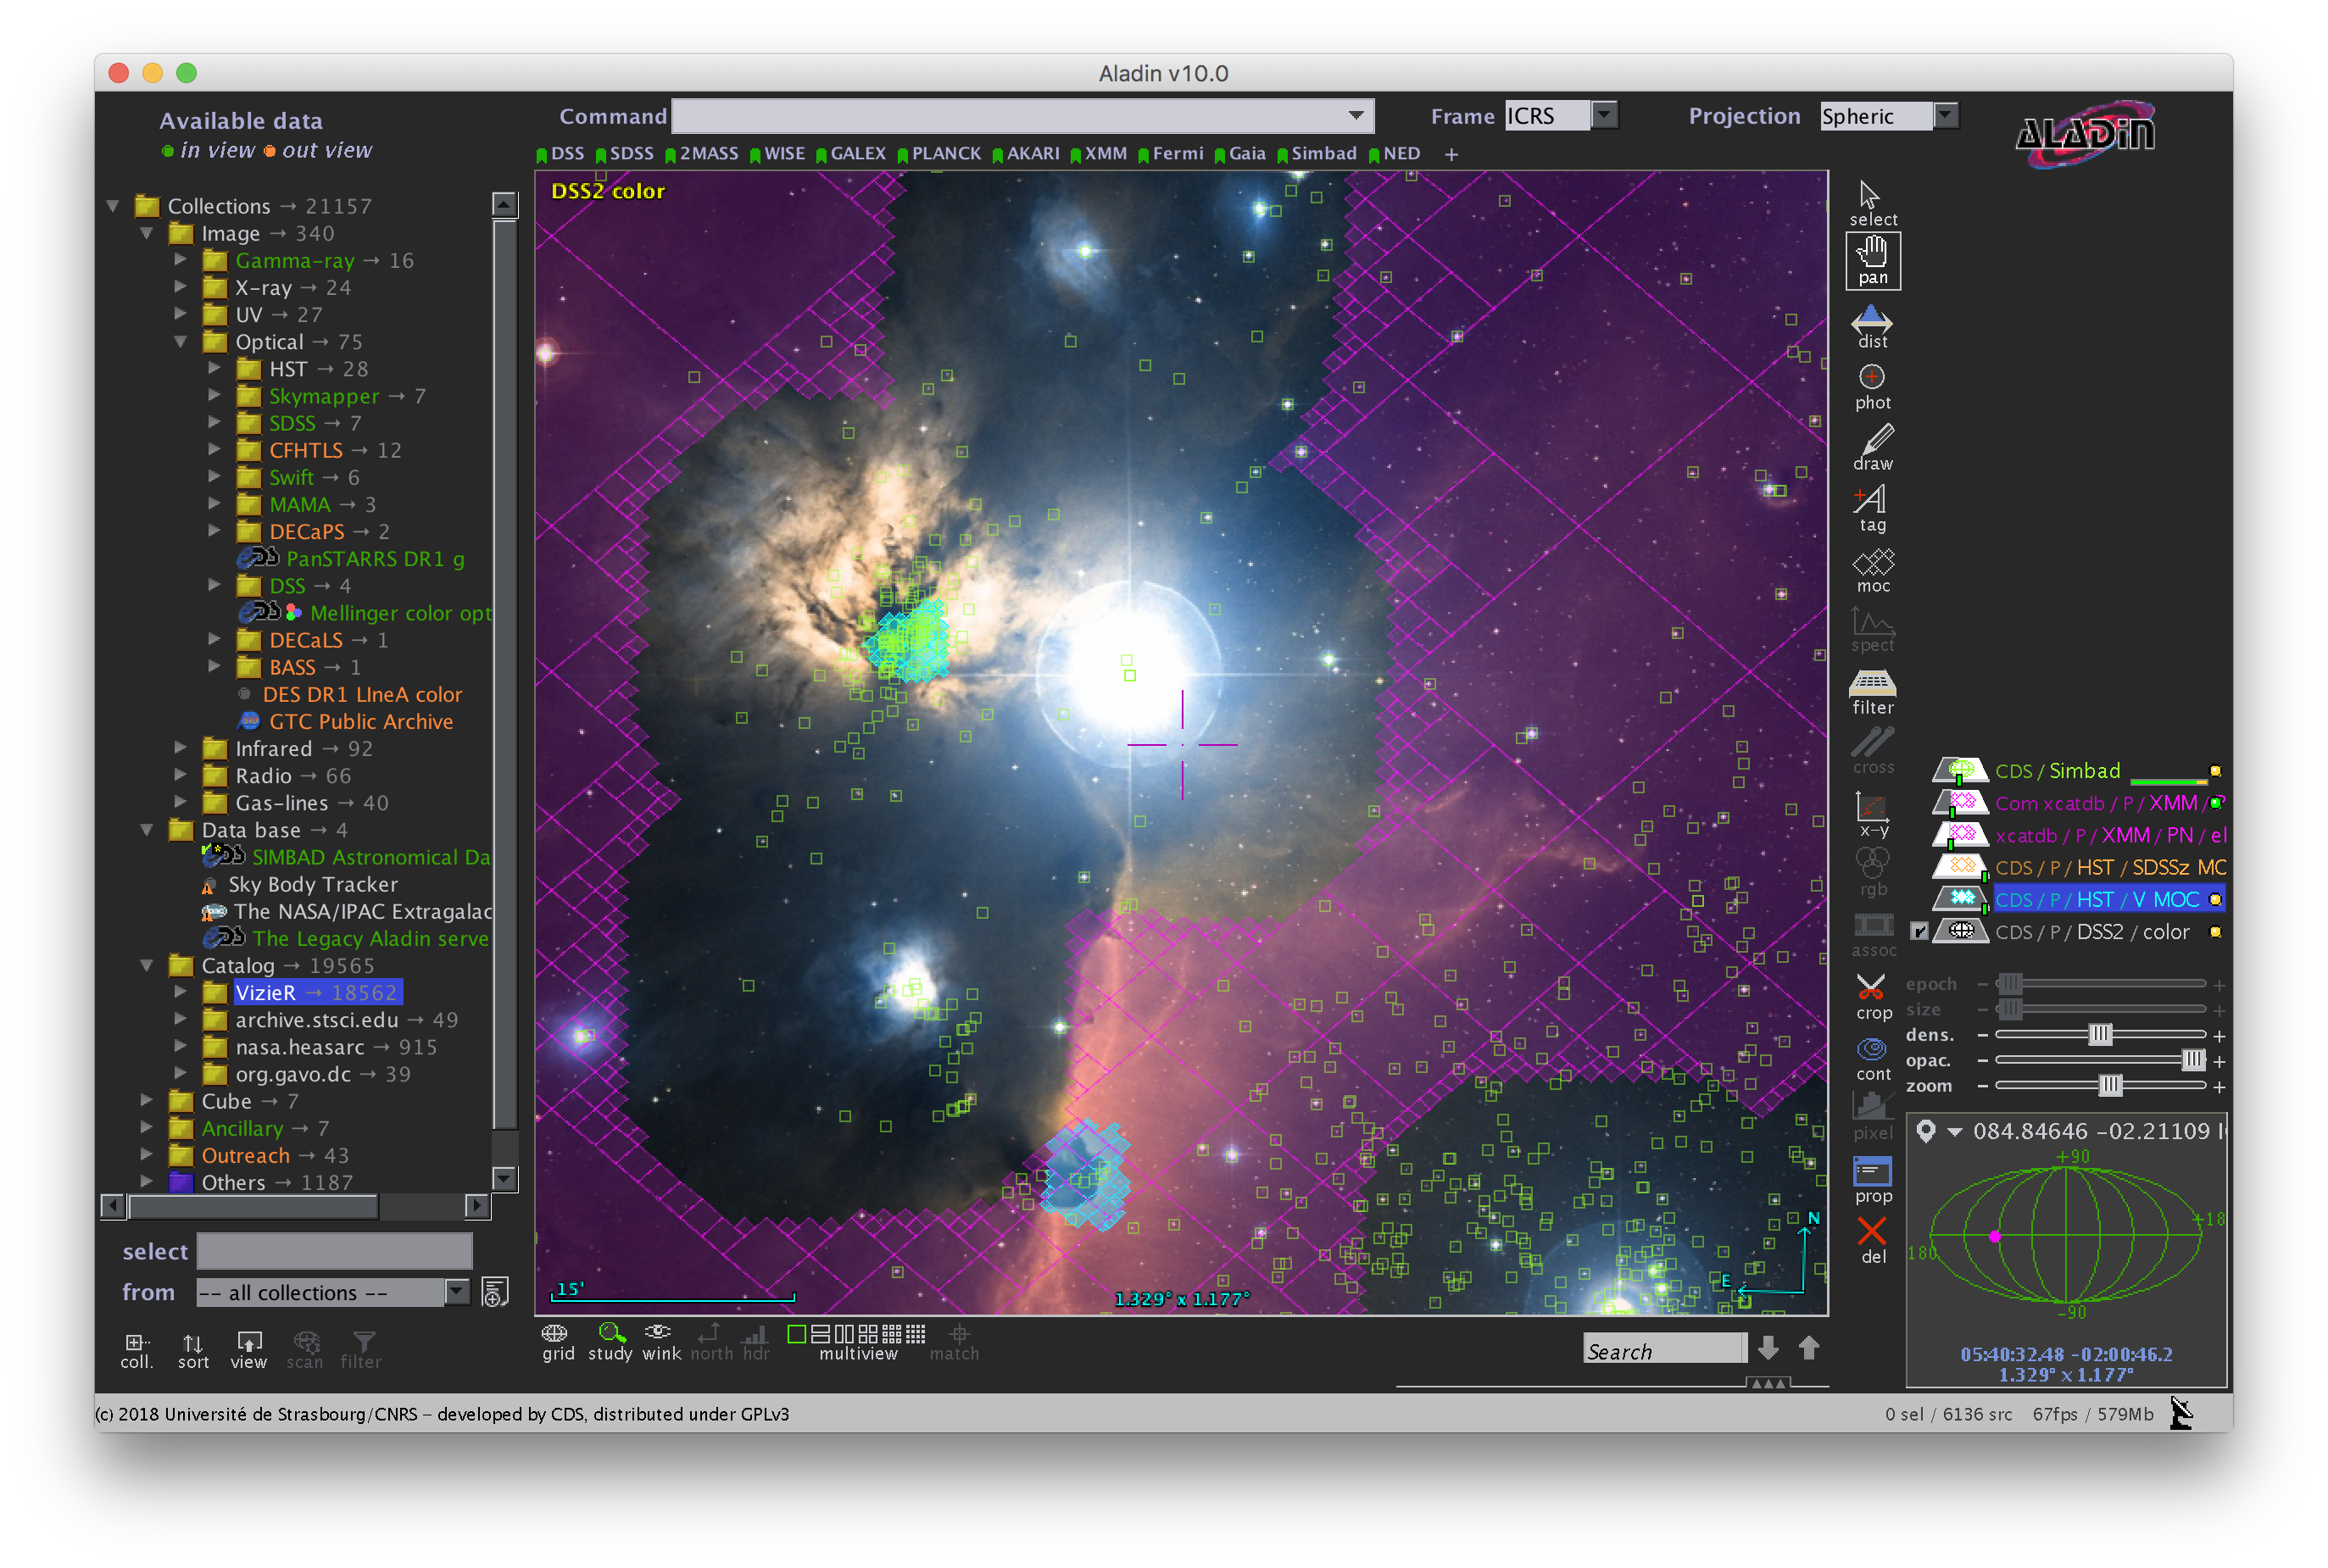 Aladin v10.0
Available data
in view out view
Command
Frame ICRS
Projection Spheric
ALADIN
DSS SDSS 2MASS WISE GALEX PLANCK AKARI XMM Fermi Gaia Simbad NED +
DSS2 color
Collections → 21157
Image → 340
Gamma-ray → 16
X-ray → 24
UV → 27
Optical → 75
HST → 28
Skymapper → 7
SDSS → 7
CFHTLS → 12
Swift → 6
MAMA → 3
DECaPS → 2
PanSTARRS DR1 g
DSS → 4
Mellinger color opt
DECaLS → 1
BASS → 1
DES DR1 LIneA color
GTC Public Archive
Infrared → 92
Radio → 66
Gas-lines → 40
Data base → 4
SIMBAD Astronomical Da
Sky Body Tracker
The NASA/IPAC Extragalac
The Legacy Aladin serve
Catalog → 19565
VizieR → 18562
archive.stsci.edu → 49
nasa.heasarc → 915
org.gavo.dc → 39
Cube → 7
Ancillary → 7
Outreach → 43
Others → 1187
select
from -- all collections --
coll. sort view scan filter
15'
1.329° x 1.177°
N
E
grid study wink north hdr multiview match
Search
select
pan
dist
phot
draw
tag
moc
spect
filter
cross
x-y
rgb
assoc
crop
cont
pixel
prop
del
CDS / Simbad
Com xcatdb / P / XMM /
xcatdb / P / XMM / PN / el
CDS / P / HST / SDSSz MC
CDS / P / HST / V MOC
CDS / P / DSS2 / color
epoch − +
size − +
dens. − +
opac. − +
zoom − +
084.84646 -02.21109 I
+90
+18
180
-90
05:40:32.48 -02:00:46.2
1.329° x 1.177°
(c) 2018 Université de Strasbourg/CNRS – developed by CDS, distributed under GPLv3
0 sel / 6136 src 67fps / 579Mb